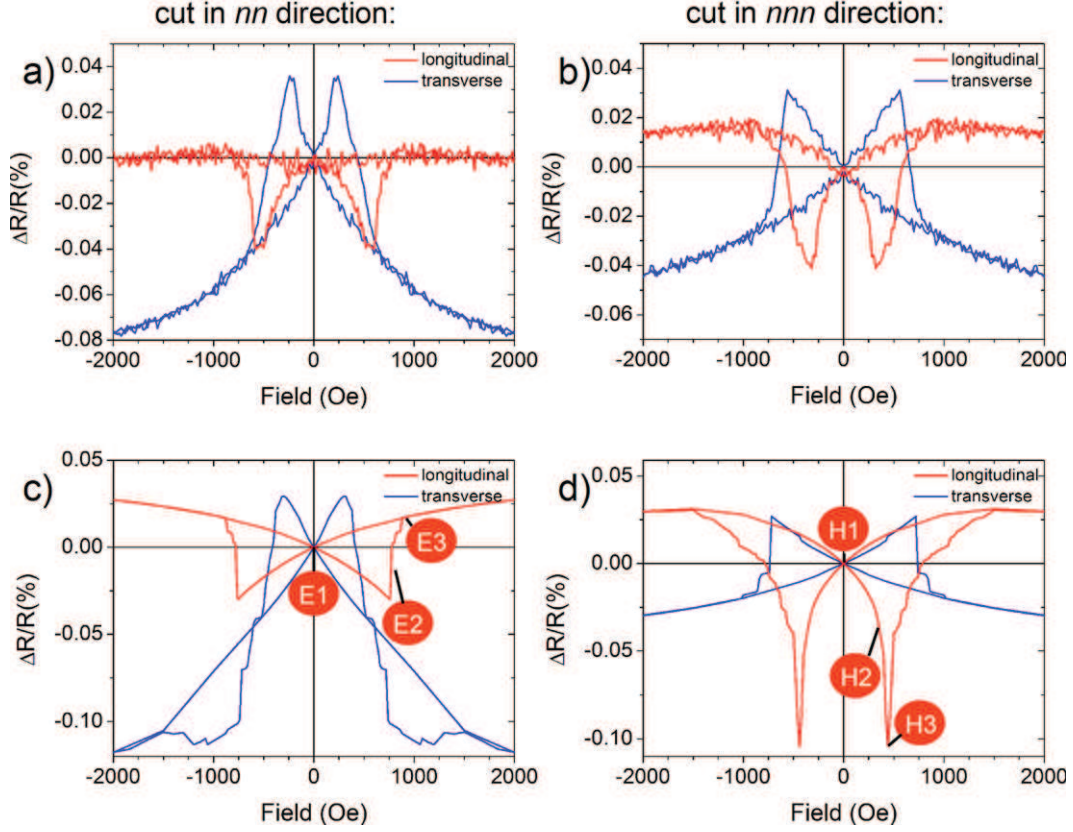 cut in nn direction:
cut in nnn direction:
a)
longitudinal
transverse
0.04
0.02
0.00
-0.02
-0.04
-0.06
-0.08
ΔR/R(%)
-2000
-1000
0
1000
2000
Field (Oe)
b)
longitudinal
transverse
0.04
0.02
0.00
-0.02
-0.04
-0.06
ΔR/R(%)
-2000
-1000
0
1000
2000
Field (Oe)
c)
longitudinal
transverse
0.05
0.00
-0.05
-0.10
ΔR/R(%)
E1
E2
E3
-2000
-1000
0
1000
2000
Field (Oe)
d)
longitudinal
transverse
0.05
0.00
-0.05
-0.10
ΔR/R(%)
H1
H2
H3
-2000
-1000
0
1000
2000
Field (Oe)